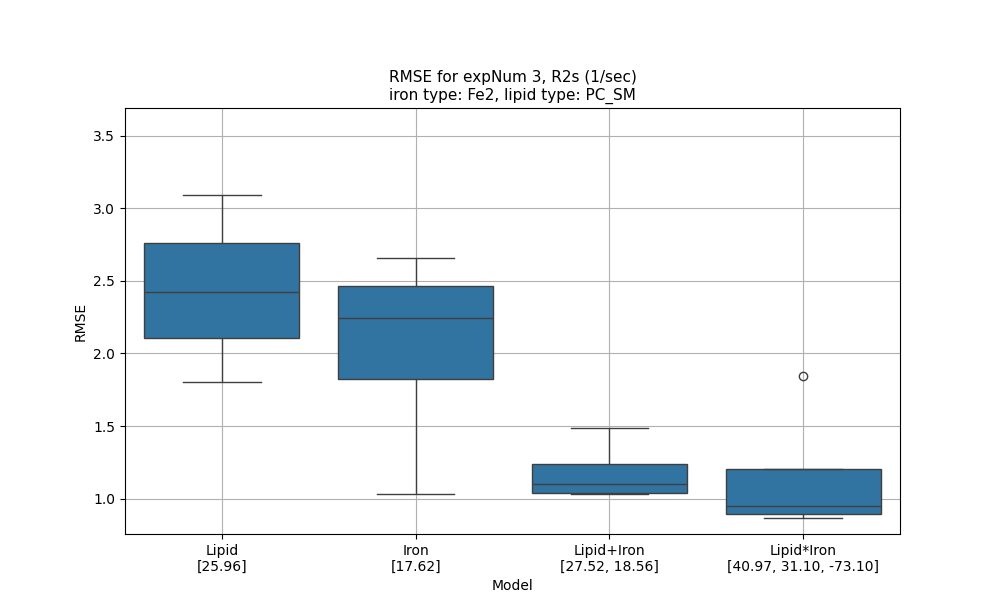 RMSE for expNum 3, R2s (1/sec)
iron type: Fe2, lipid type: PC_SM
3.5
3.0
2.5
2.0
1.5
1.0
RMSE
Lipid
[25.96]
Iron
[17.62]
Lipid+Iron
[27.52, 18.56]
Lipid*Iron
[40.97, 31.10, -73.10]
Model